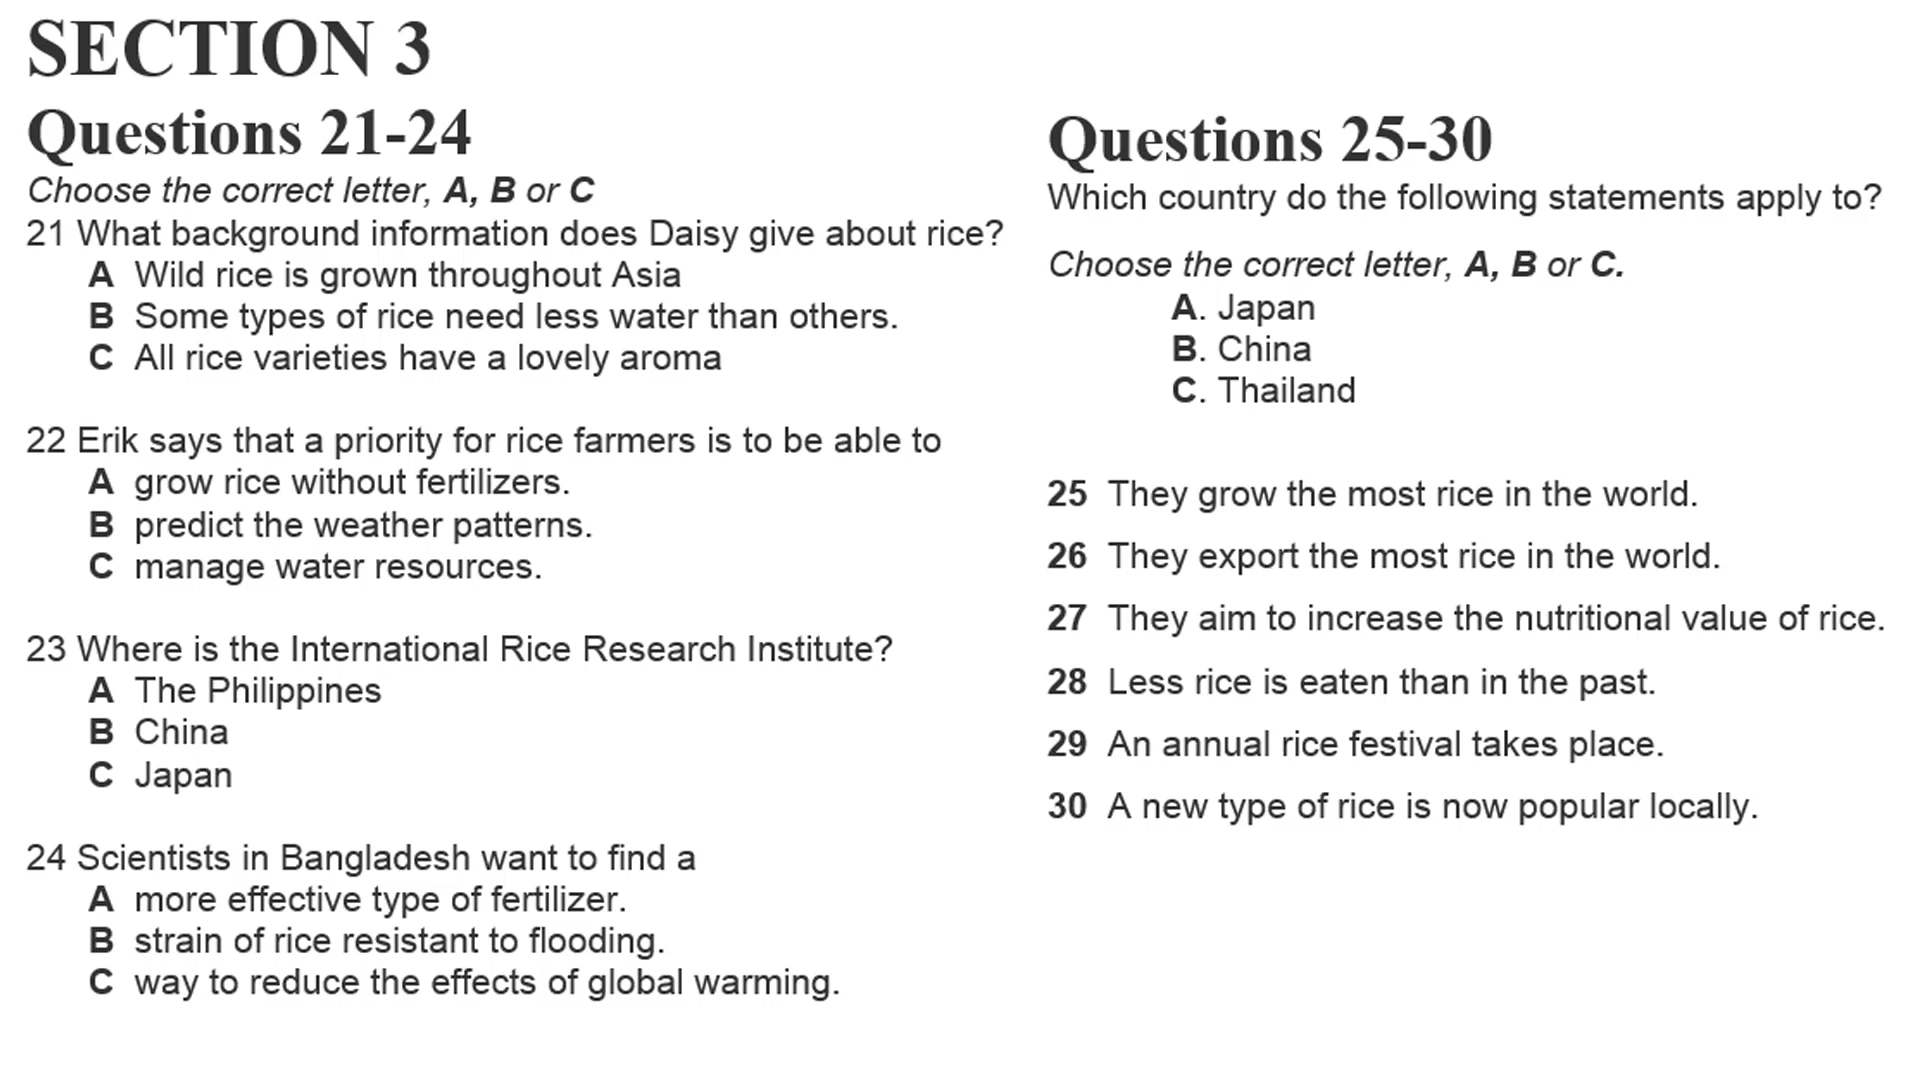 SECTION 3
Questions 21-24
Choose the correct letter, A, B or C
21 What background information does Daisy give about rice?
A Wild rice is grown throughout Asia
B Some types of rice need less water than others.
C All rice varieties have a lovely aroma
22 Erik says that a priority for rice farmers is to be able to
A grow rice without fertilizers.
B predict the weather patterns.
C manage water resources.
23 Where is the International Rice Research Institute?
A The Philippines
B China
C Japan
24 Scientists in Bangladesh want to find a
A more effective type of fertilizer.
B strain of rice resistant to flooding.
C way to reduce the effects of global warming.
Questions 25-30
Which country do the following statements apply to?
Choose the correct letter, A, B or C.
A. Japan
B. China
C. Thailand
25 They grow the most rice in the world.
26 They export the most rice in the world.
27 They aim to increase the nutritional value of rice.
28 Less rice is eaten than in the past.
29 An annual rice festival takes place.
30 A new type of rice is now popular locally.